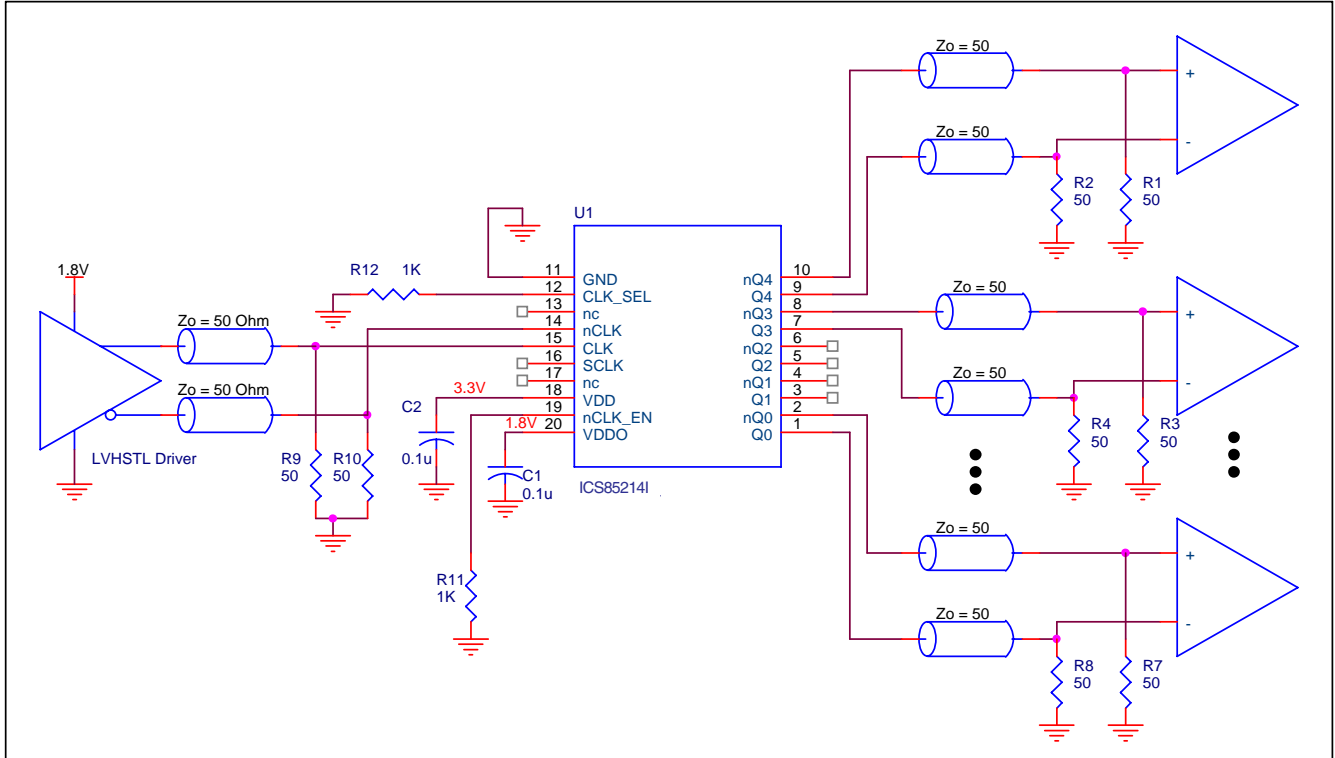 Zo = 50
+
Zo = 50
-
R2
50
R1
50
U1
1.8V
R12 1K
11 GND
12 CLK_SEL
13 nc
14 nCLK
15 CLK
16 SCLK
17 nc
18 VDD
19 nCLK_EN
20 VDDO
nQ4 10
Q4 9
nQ3 8
Q3 7
nQ2 6
Q2 5
nQ1 4
Q1 3
nQ0 2
Q0 1
ICS85214I
Zo = 50 Ohm
Zo = 50 Ohm
LVHSTL Driver
R9
50
R10
50
3.3V
C2
0.1u
1.8V
C1
0.1u
R11
1K
Zo = 50
+
Zo = 50
-
R4
50
R3
50
Zo = 50
+
Zo = 50
-
R8
50
R7
50